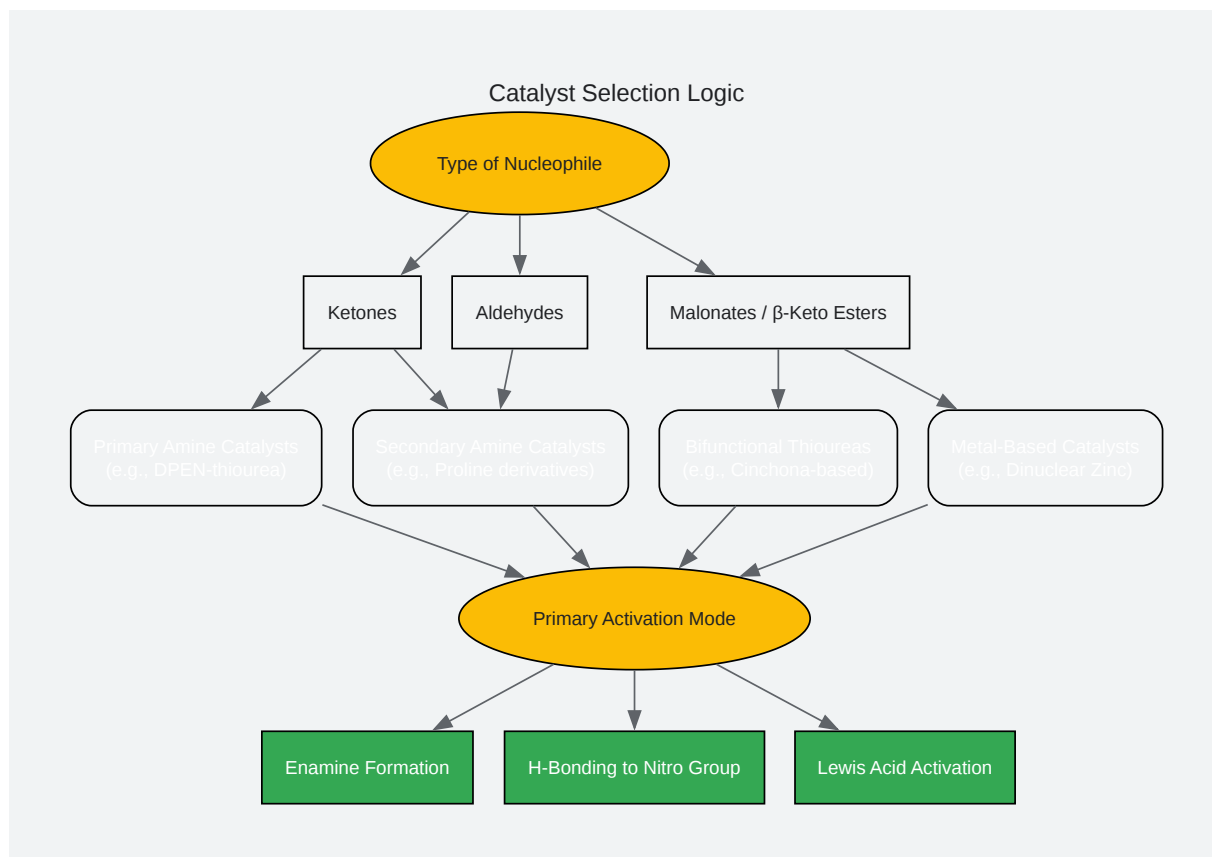 Catalyst Selection Logic
Type of Nucleophile
Ketones
Aldehydes
Malonates / β-Keto Esters
Primary Amine Catalysts
(e.g., DPEN-thiourea)
Secondary Amine Catalysts
(e.g., Proline derivatives)
Bifunctional Thioureas
(e.g., Cinchona-based)
Metal-Based Catalysts
(e.g., Dinuclear Zinc)
Primary Activation Mode
Enamine Formation
H-Bonding to Nitro Group
Lewis Acid Activation